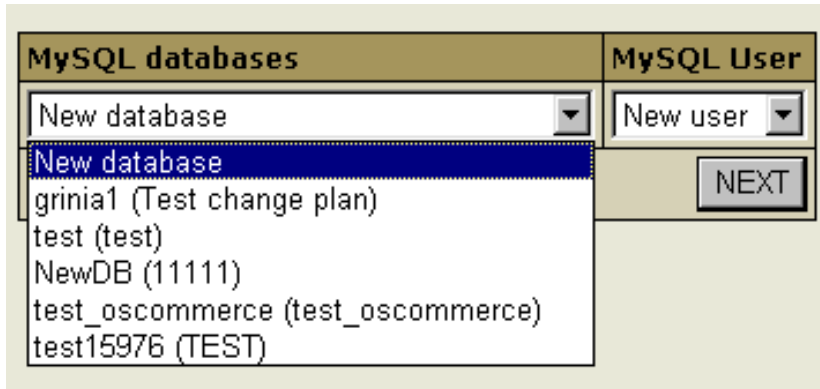 MySQL databases MySQL User
New database New user
New database
NEXT
grinia1 (Test change plan)
test (test)
NewDB (11111)
test_oscommerce (test_oscommerce)
test15976 (TEST)